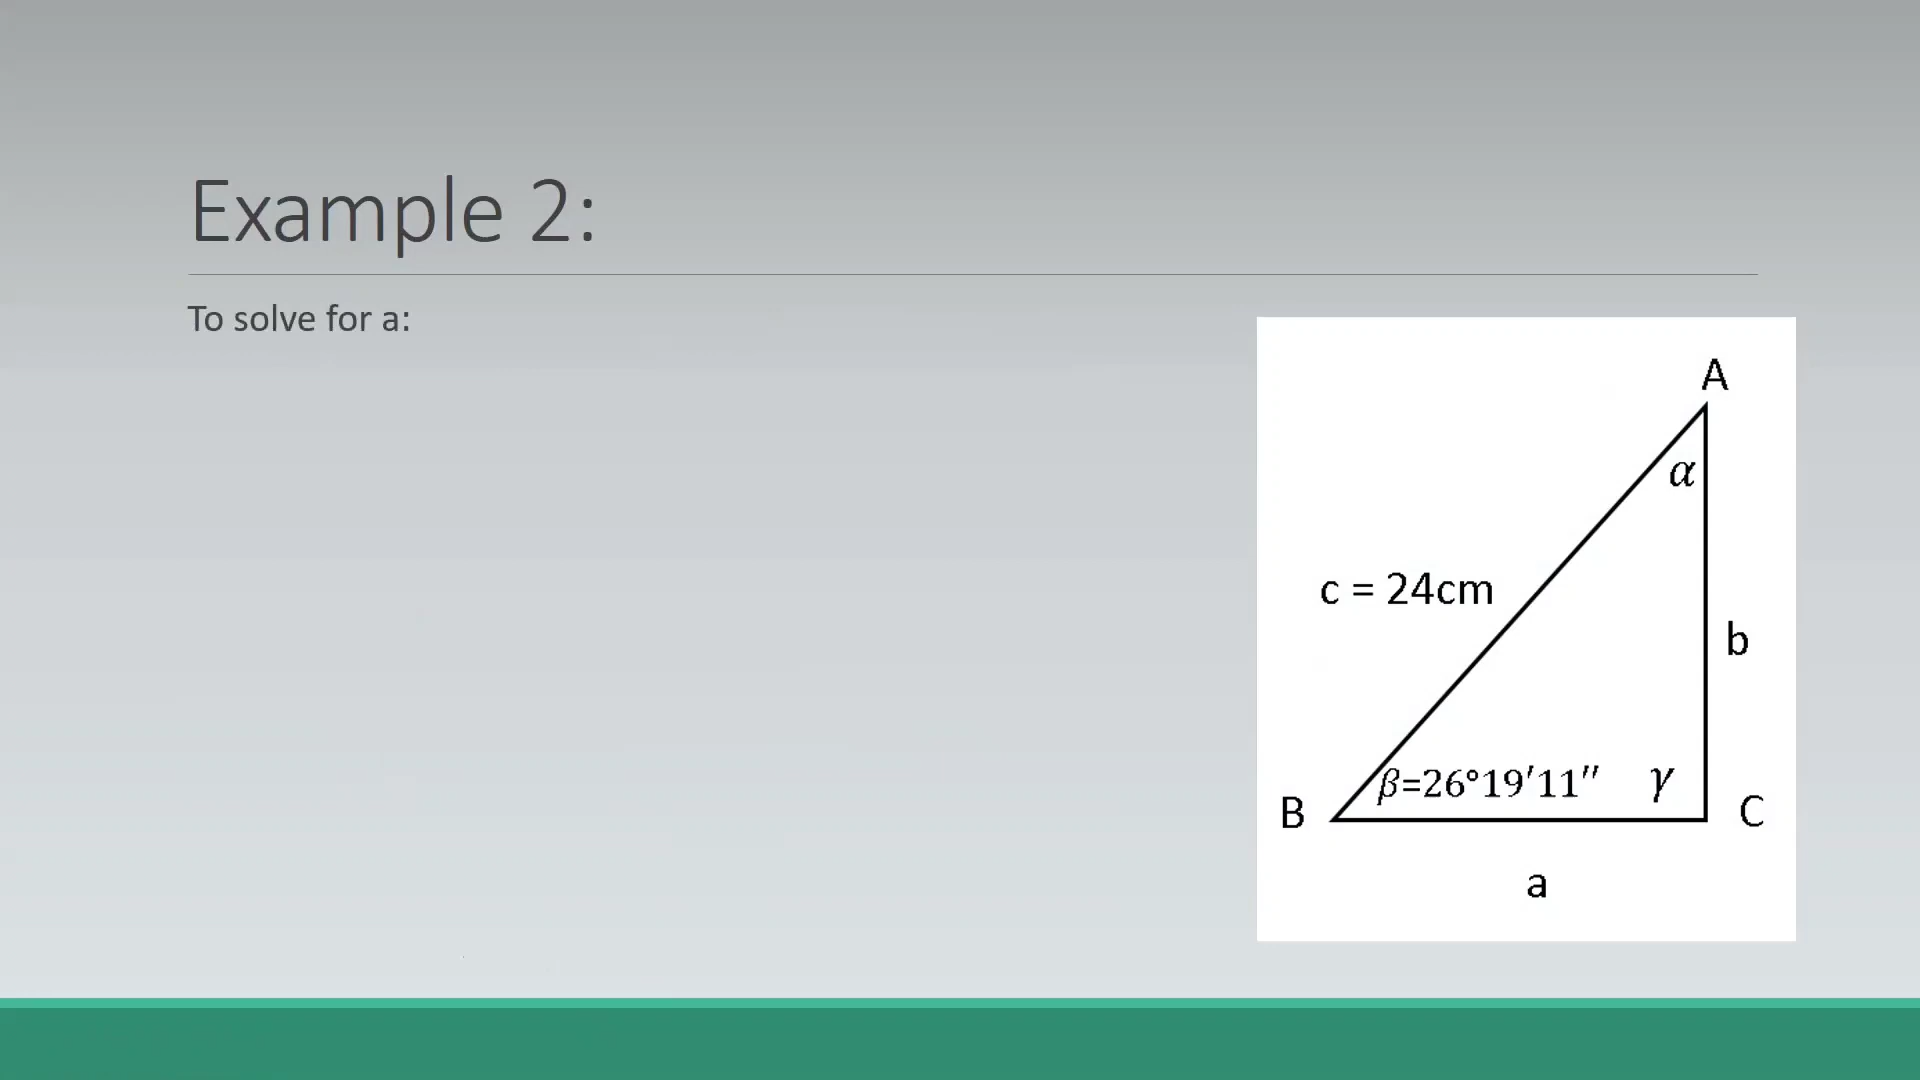 Example 2:
To solve for a:
A
α
c = 24cm
b
β=26°19′11″ γ
B
C
a